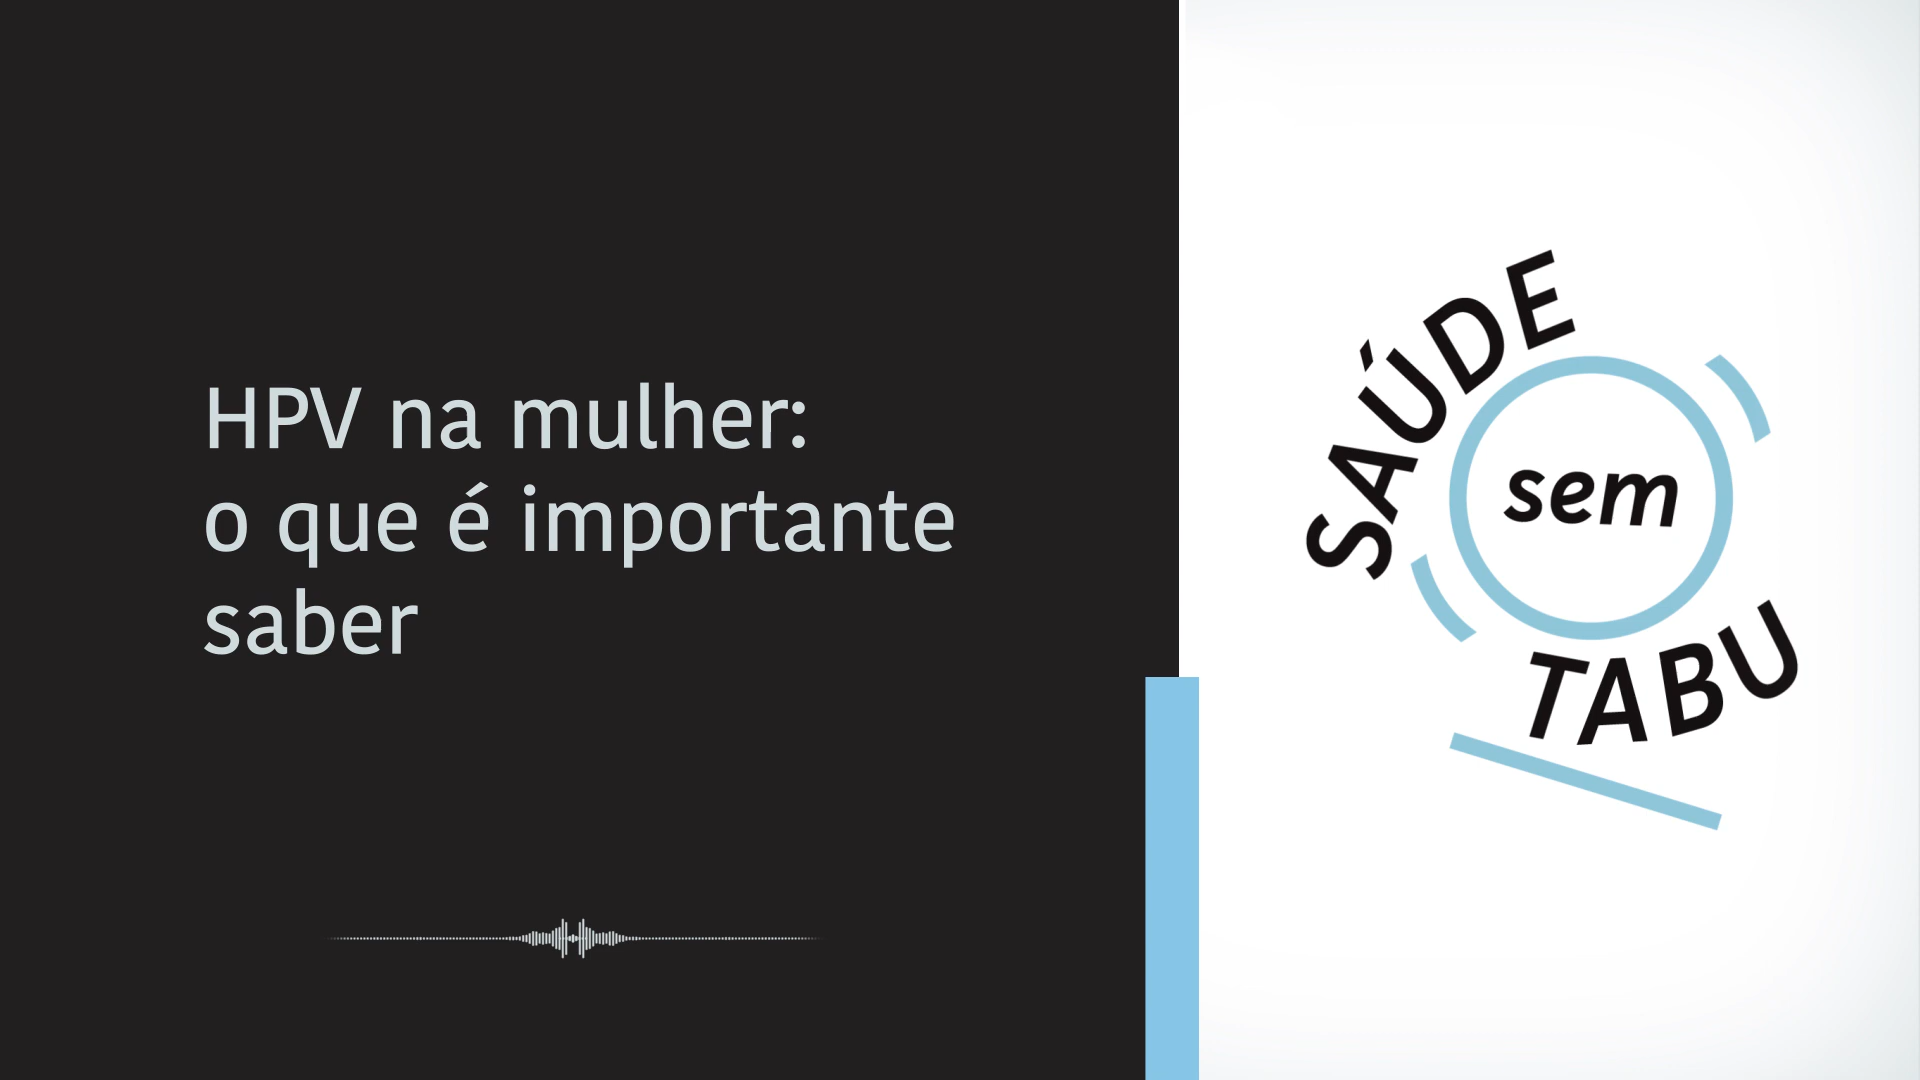 HPV na mulher:
o que é importante
saber
SAÚDE
sem
TABU